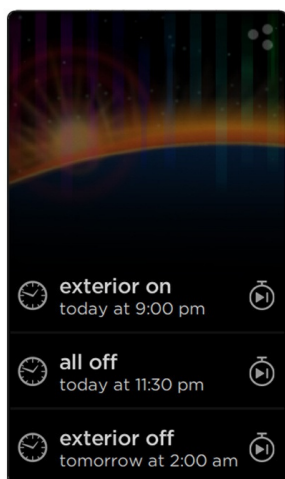 exterior on
today at 9:00 pm
all off
today at 11:30 pm
exterior off
tomorrow at 2:00 am